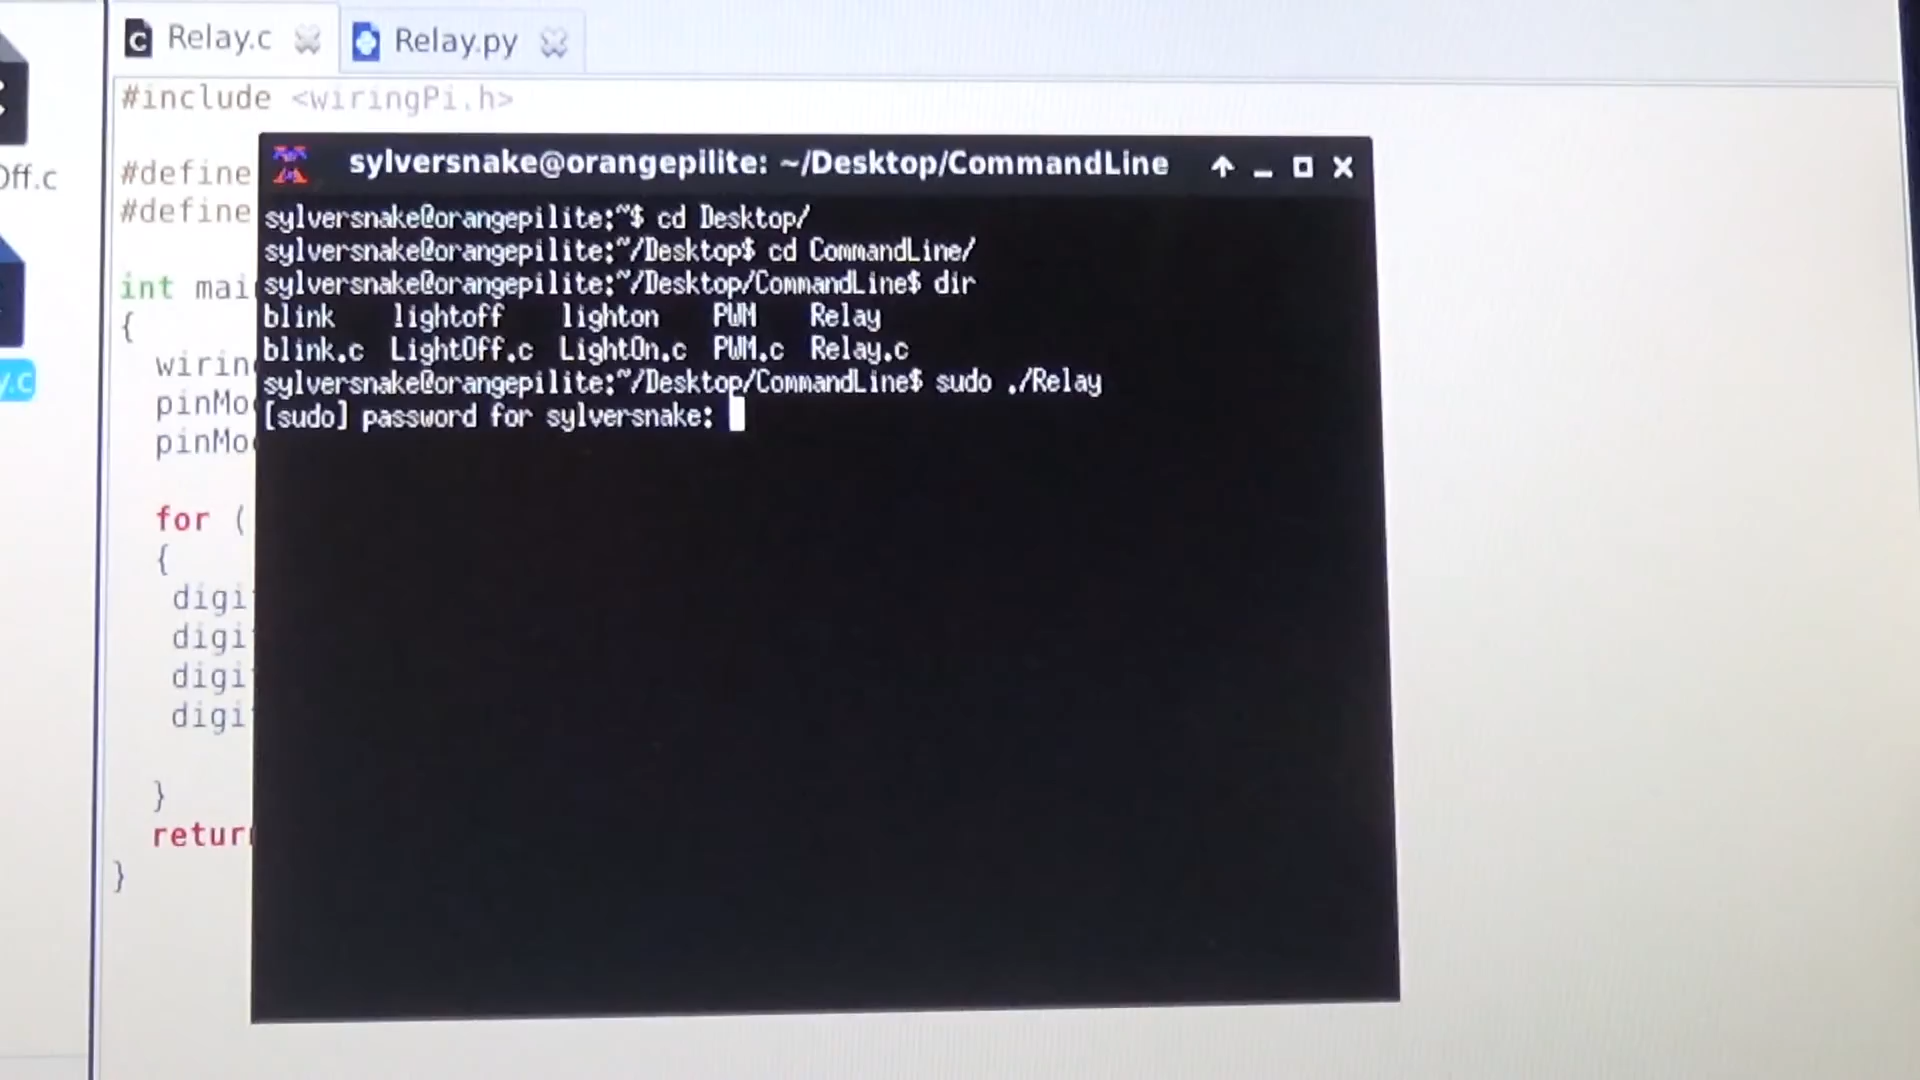 Relay.c
Relay.py
#include <wiringPi.h>
Off.c
#define
#define
int mai
{
wirin
pinMo
pinMo
for (
{
digi
digi
digi
digi
}
return
}
y.c
sylversnake@orangepilite: ~/Desktop/CommandLine
sylversnake@orangepilite:~$ cd Desktop/
sylversnake@orangepilite:~/Desktop$ cd CommandLine/
sylversnake@orangepilite:~/Desktop/CommandLine$ dir
blink lightoff lighton PWM Relay
blink.c LightOff.c LightOn.c PWM.c Relay.c
sylversnake@orangepilite:~/Desktop/CommandLine$ sudo ./Relay
[sudo] password for sylversnake: